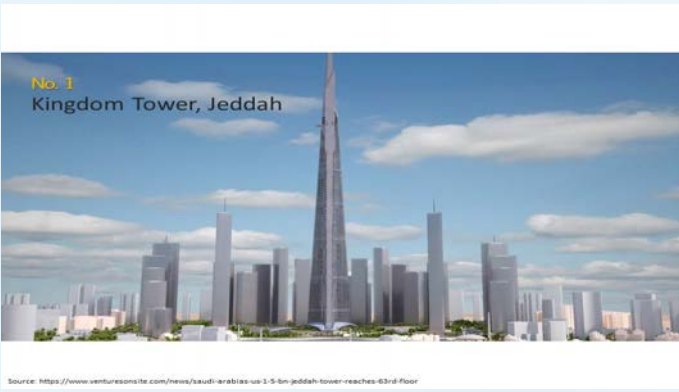 No. 1
Kingdom Tower, Jeddah
Source: https://www.venturesonsite.com/news/saudi-arabias-us-1-5-bn-jeddah-tower-reaches-63rd-floor